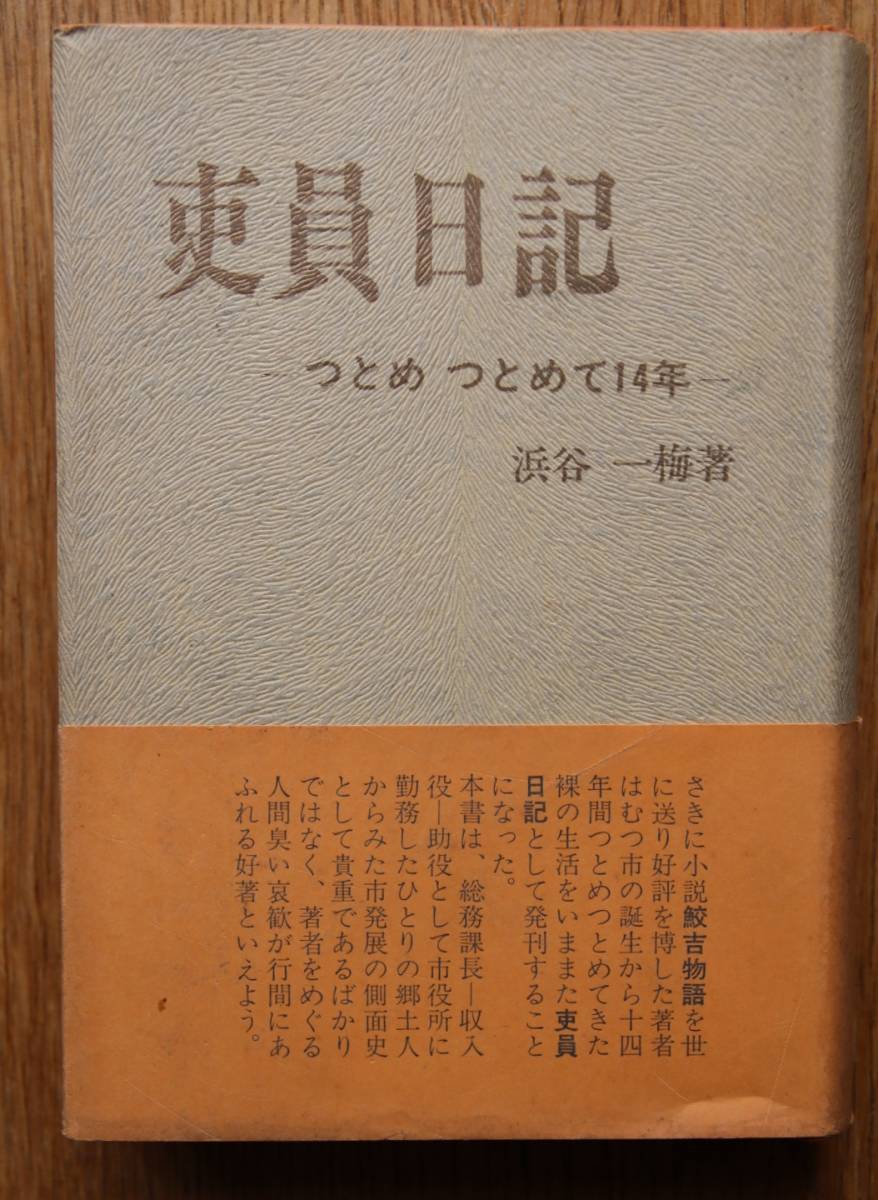 吏員日記
—つとめ つとめて14年—
浜谷 一梅著
さきに小説鮫吉物語を世
に送り好評を博した著者
はむつ市の誕生から十四
年間つとめつとめてきた
裸の生活をいままた吏員
日記として発刊すること
になった。
本書は、総務課長—収入
役—助役として市役所に
勤務したひとりの郷土人
からみた市発展の側面史
として貴重であるばかり
ではなく、著者をめぐる
人間臭い哀歓が行間にあ
ふれる好著といえよう。